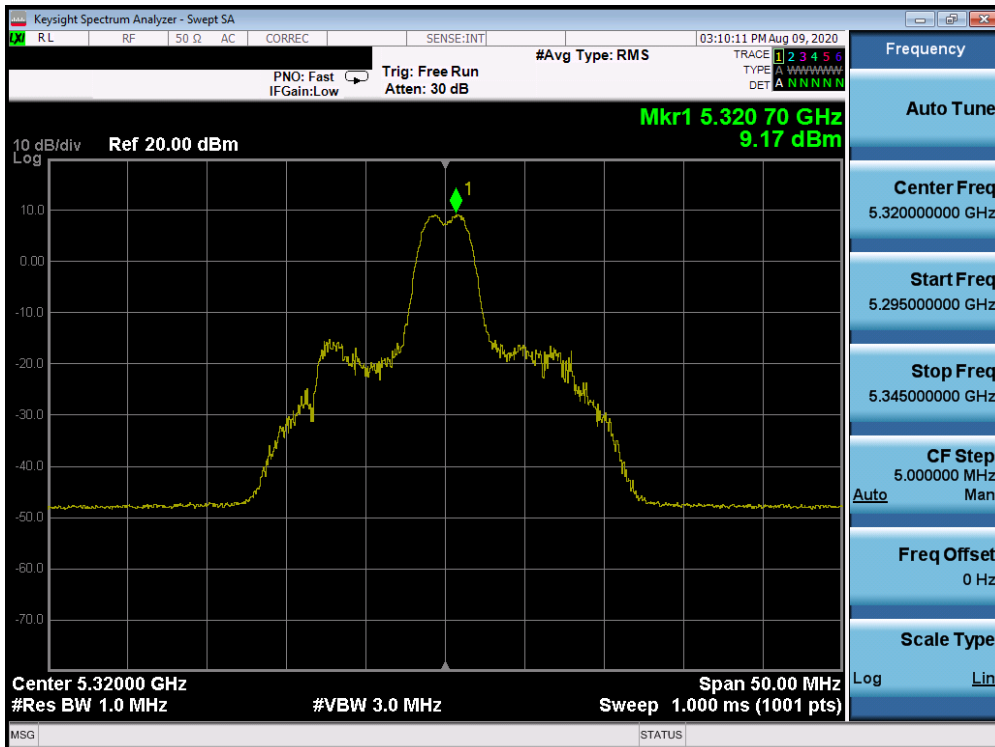 Keysight Spectrum Analyzer - Swept SA
LXI RL RF 50 Ω AC CORREC SENSE:INT 03:10:11 PM Aug 09, 2020
#Avg Type: RMS TRACE 1 2 3 4 5 6
PNO: Fast Trig: Free Run TYPE A WWWWW
IFGain:Low Atten: 30 dB DET A N N N N N
Mkr1 5.320 70 GHz
9.17 dBm
10 dB/div Ref 20.00 dBm
Log
1
10.0
0.00
-10.0
-20.0
-30.0
-40.0
-50.0
-60.0
-70.0
Center 5.32000 GHz Span 50.00 MHz
#Res BW 1.0 MHz #VBW 3.0 MHz Sweep 1.000 ms (1001 pts)
MSG STATUS
Frequency
Auto Tune
Center Freq
5.320000000 GHz
Start Freq
5.295000000 GHz
Stop Freq
5.345000000 GHz
CF Step
5.000000 MHz
Auto Man
Freq Offset
0 Hz
Scale Type
Log Lin